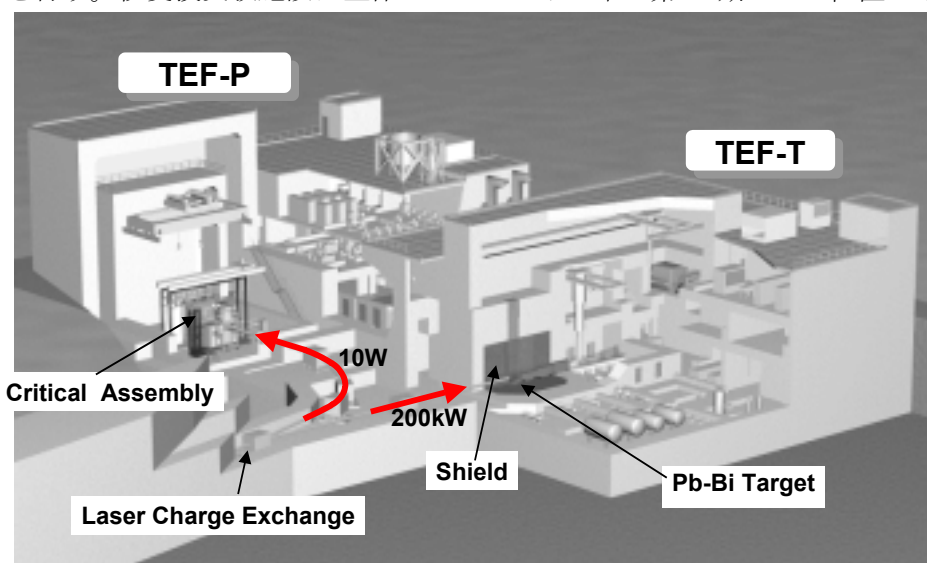 TEF-P
TEF-T
10W
Critical Assembly
200kW
Shield
Pb-Bi Target
Laser Charge Exchange